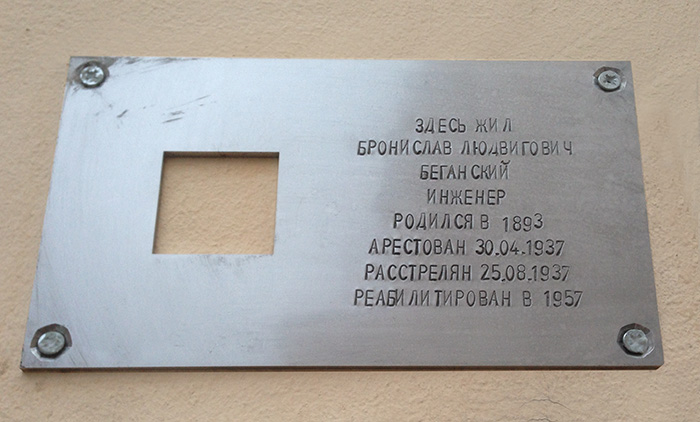 ЗДЕСЬ ЖИЛ
БРОНИСЛАВ ЛЮДВИГОВИЧ
БЕГАНСКИЙ
ИНЖЕНЕР
РОДИЛСЯ В 1893
АРЕСТОВАН 30.04.1937
РАССТРЕЛЯН 25.08.1937
РЕАБИЛИТИРОВАН В 1957